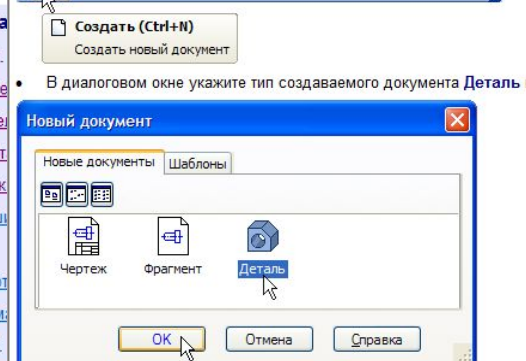 Создать (Ctrl+N)
Создать новый документ
• В диалоговом окне укажите тип создаваемого документа Деталь
Новый документ
Новые документы Шаблоны
Чертеж Фрагмент Деталь
OK Отмена Справка